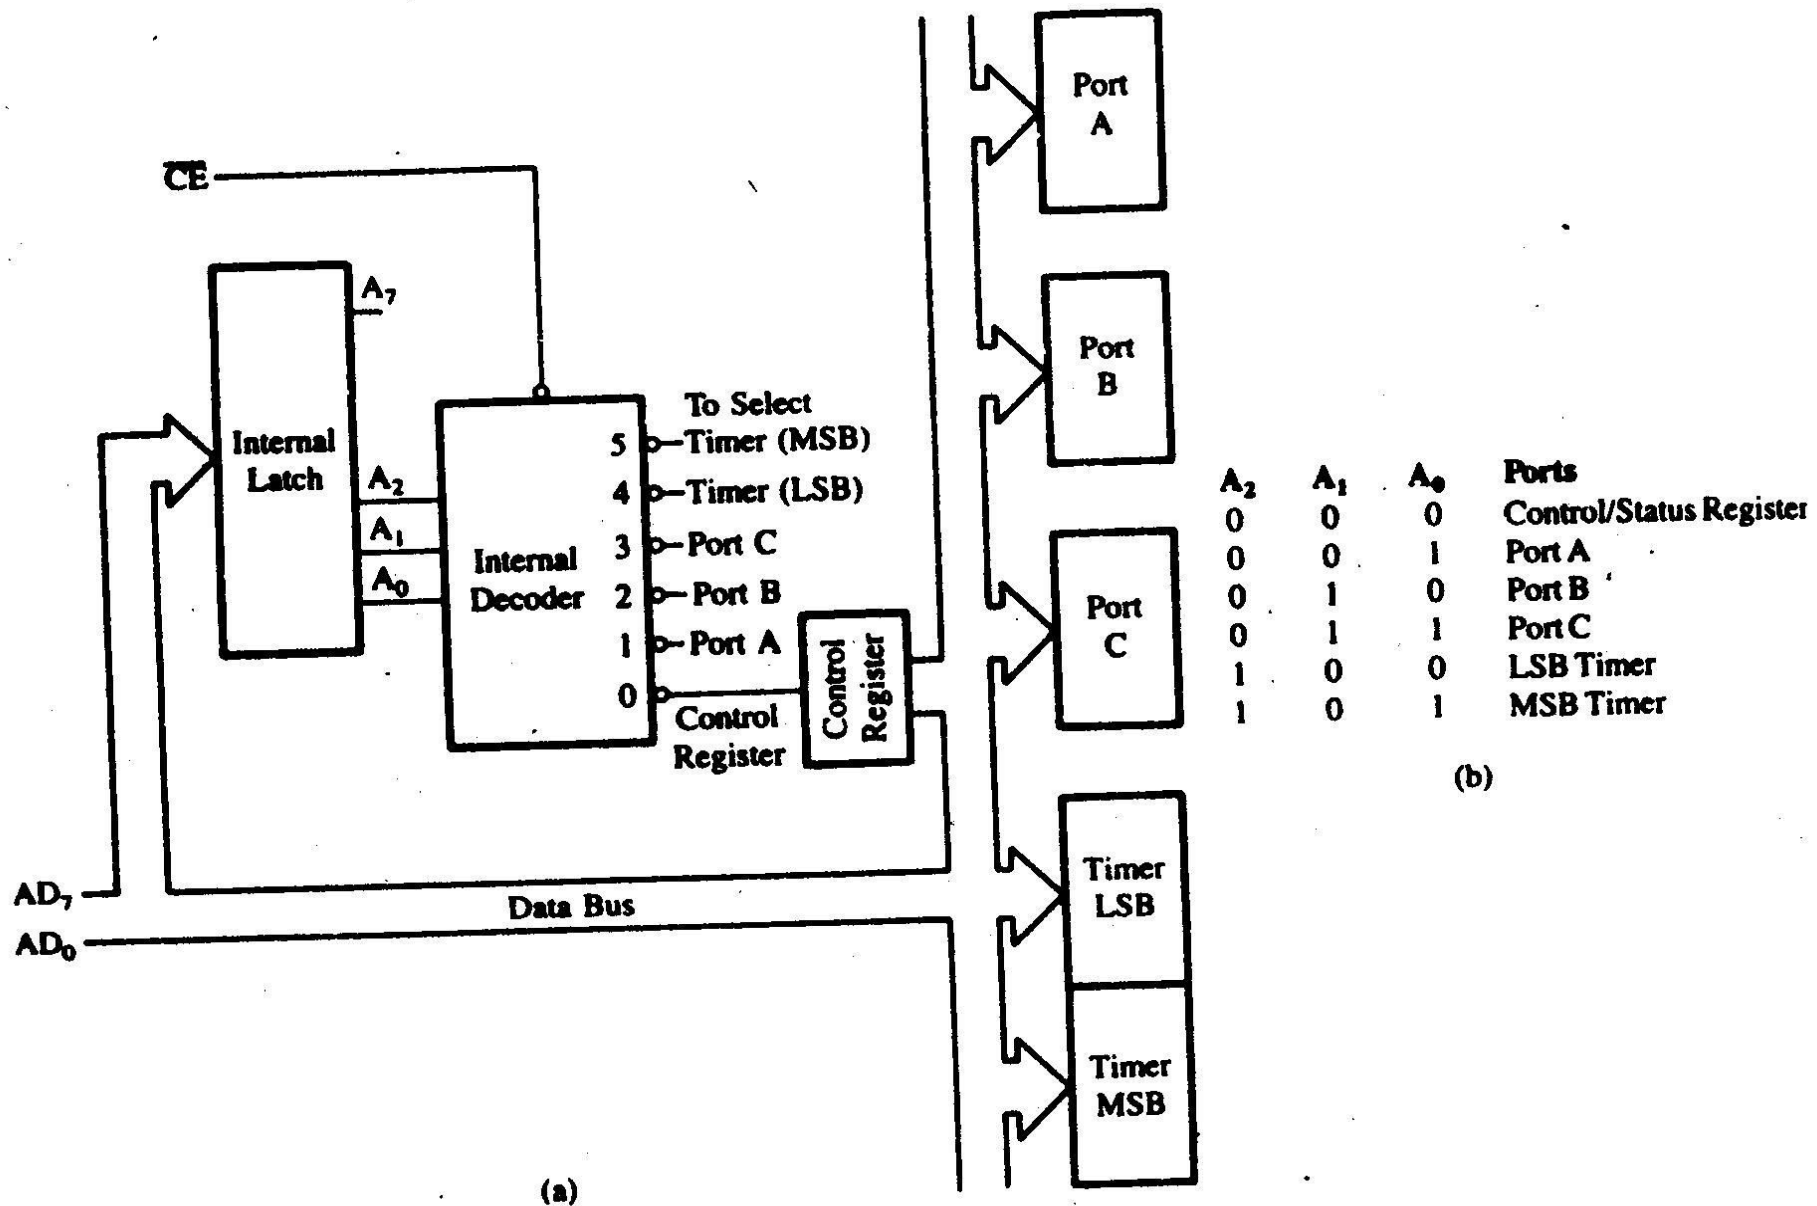 Port
A
CE
A7
Port
B
To Select
Internal
Latch
5 Timer (MSB)
A2
4 Timer (LSB)
A1
3 Port C
Internal
Decoder
A0
2 Port B
1 Port A
0
Control
Register
Control
Register
Port
C
A2 A1 A0 Ports
0 0 0 Control/Status Register
0 0 1 Port A
0 1 0 Port B
0 1 1 Port C
1 0 0 LSB Timer
1 0 1 MSB Timer
(b)
Timer
LSB
AD7
Data Bus
AD0
Timer
MSB
(a)